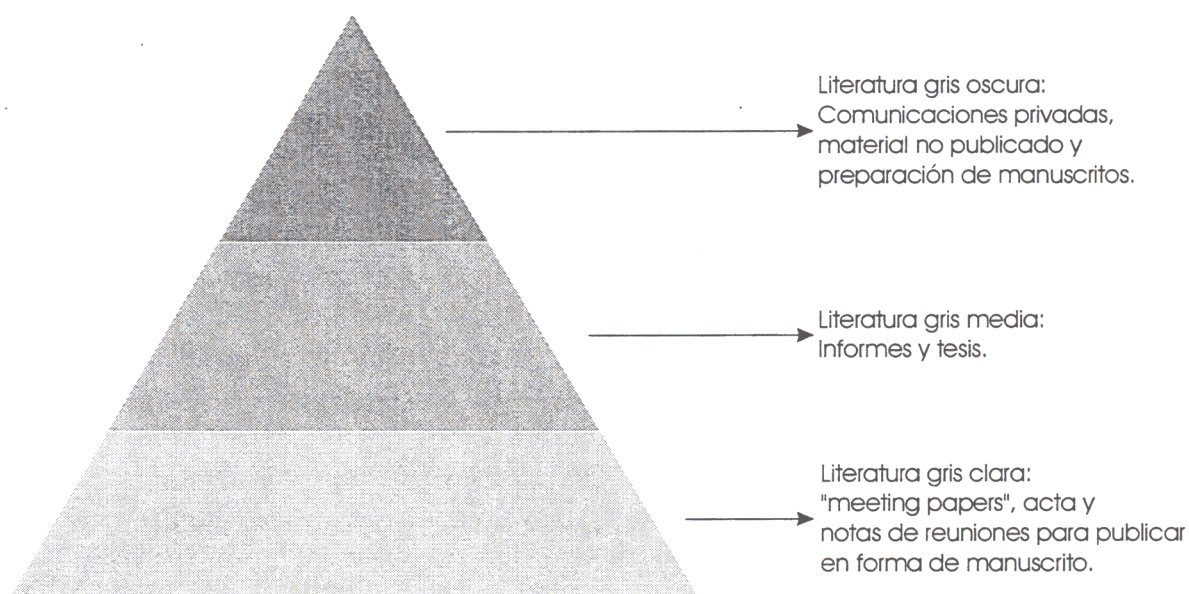 Literatura gris oscura:
Comunicaciones privadas,
material no publicado y
preparación de manuscritos.
Literatura gris media:
Informes y tesis.
Literatura gris clara:
"meeting papers", acta y
notas de reuniones para publicar
en forma de manuscrito.